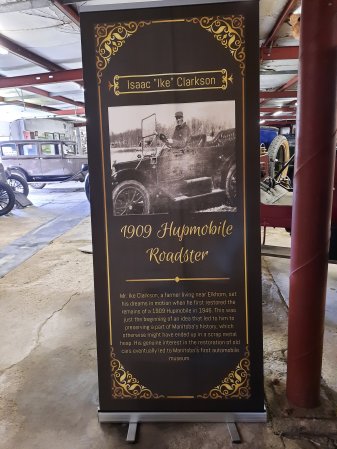 Isaac "Ike" Clarkson
1909 Hupmobile
Roadster
Mr. Ike Clarkson, a farmer living near Elkhorn, set
his dreams in motion when he first restored the
remains of a 1909 Hupmobile in 1946. This was
just the beginning of an idea that led to him to
preserving a part of Manitoba's history, which
otherwise might have ended up in a scrap metal
heap. His genuine interest in the restoration of old
cars eventually led to Manitoba's first automobile
museum